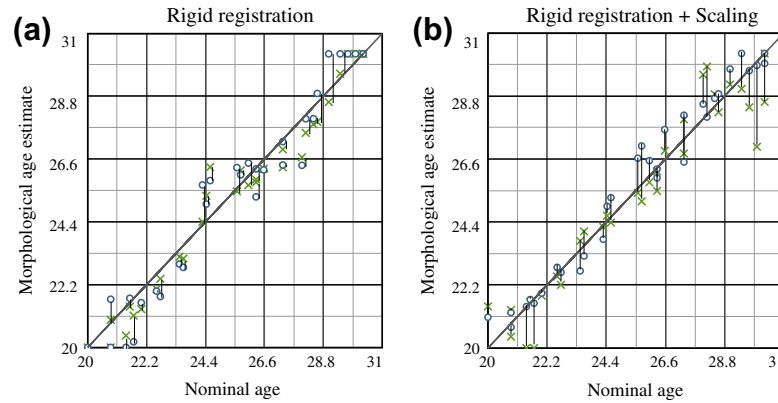 (a)
Rigid registration
31
28.8
26.6
24.4
22.2
20
Morphological age estimate
20 22.2 24.4 26.6 28.8 31
Nominal age
(b)
Rigid registration + Scaling
31
28.8
26.6
24.4
22.2
20
Morphological age estimate
20 22.2 24.4 26.6 28.8 3
Nominal age